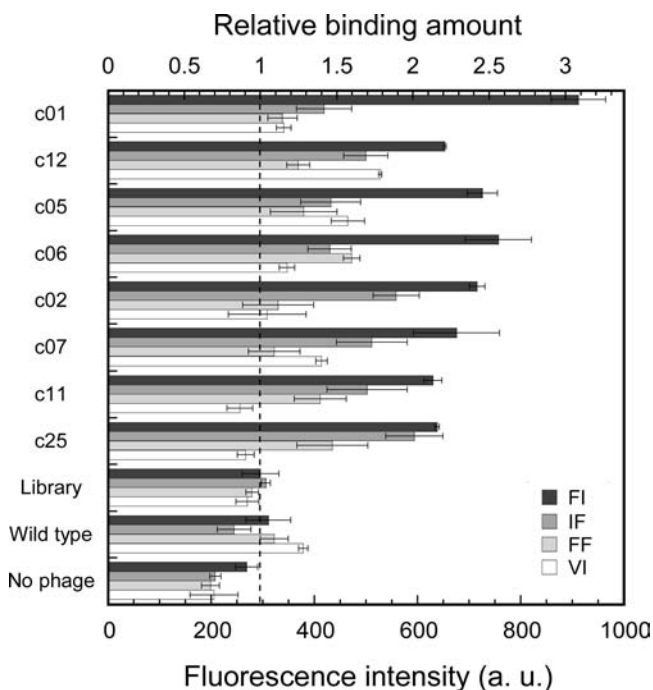 Relative binding amount
0 0.5 1 1.5 2 2.5 3
c01
c12
c05
c06
c02
c07
c11
c25
Library
Wild type
No phage
FI
IF
FF
VI
0 200 400 600 800 1000
Fluorescence intensity (a. u.)